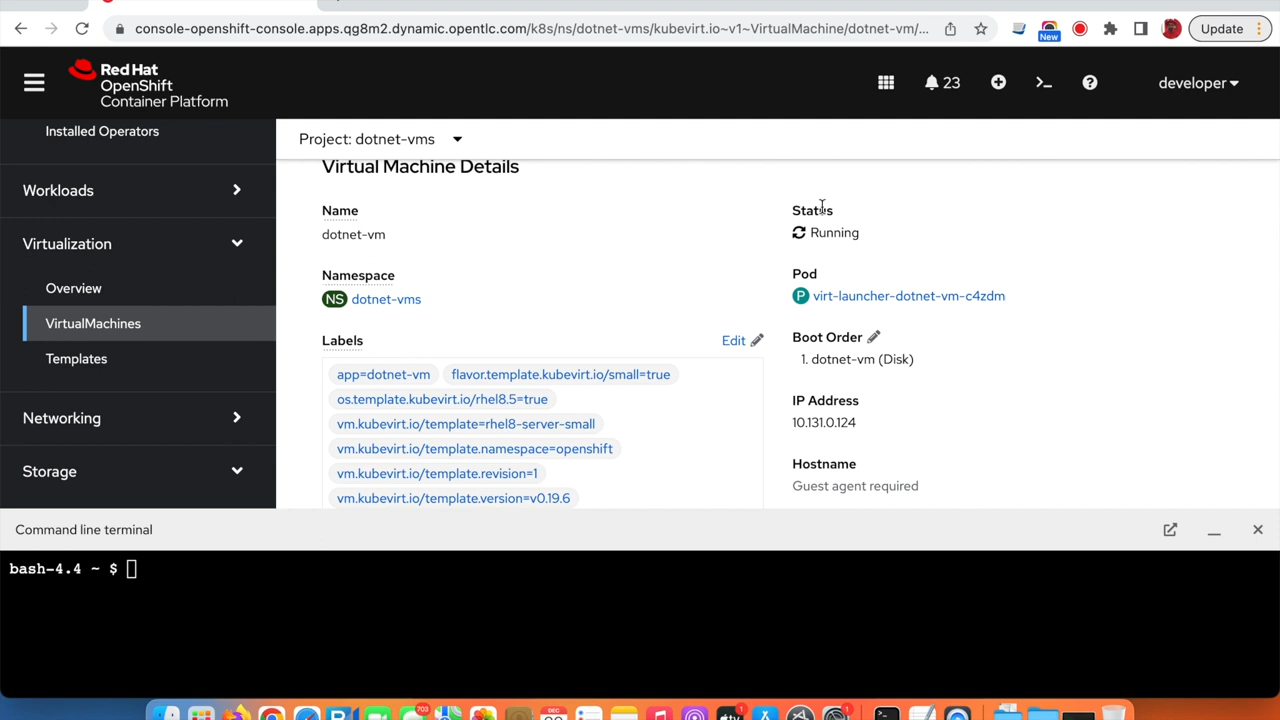 console-openshift-console.apps.qg8m2.dynamic.opentlc.com/k8s/ns/dotnet-vms/kubevirt.io~v1~VirtualMachine/dotnet-vm/...
New
Update
Red Hat
OpenShift
Container Platform
23
developer
Installed Operators
Workloads
Virtualization
Overview
VirtualMachines
Templates
Networking
Storage
Project: dotnet-vms
Virtual Machine Details
Name
dotnet-vm
Namespace
NS dotnet-vms
Labels
Edit
app=dotnet-vm flavor.template.kubevirt.io/small=true
os.template.kubevirt.io/rhel8.5=true
vm.kubevirt.io/template=rhel8-server-small
vm.kubevirt.io/template.namespace=openshift
vm.kubevirt.io/template.revision=1
vm.kubevirt.io/template.version=v0.19.6
Status
Running
Pod
P virt-launcher-dotnet-vm-c4zdm
Boot Order
1. dotnet-vm (Disk)
IP Address
10.131.0.124
Hostname
Guest agent required
Command line terminal
bash-4.4 ~ $
703
DEC
1
tv
1